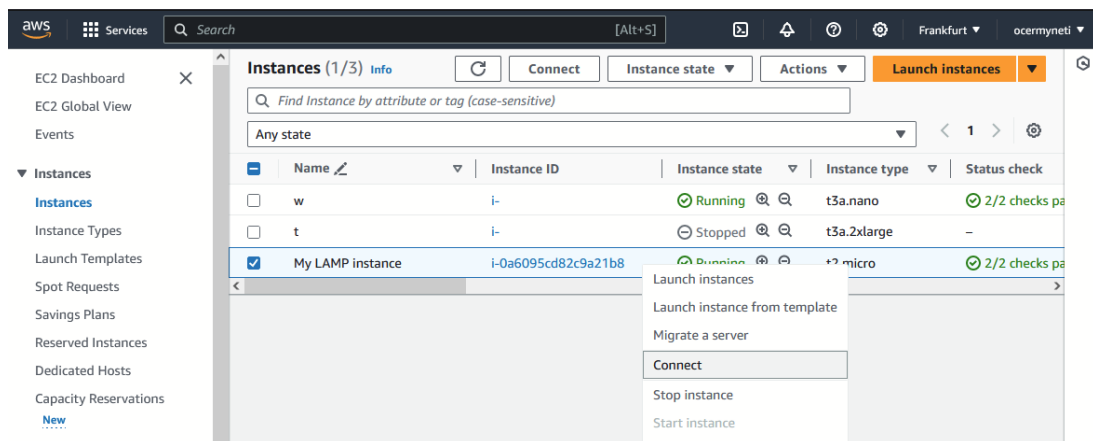 aws Services Search [Alt+S] Frankfurt ocermyneti
EC2 Dashboard
EC2 Global View
Events
Instances
Instances
Instance Types
Launch Templates
Spot Requests
Savings Plans
Reserved Instances
Dedicated Hosts
Capacity Reservations
New
Instances (1/3) Info Connect Instance state Actions Launch instances
Find Instance by attribute or tag (case-sensitive)
Any state 1
Name Instance ID Instance state Instance type Status check
w i- Running t3a.nano 2/2 checks pa
t i- Stopped t3a.2xlarge –
My LAMP instance i-0a6095cd82c9a21b8 Running t2.micro 2/2 checks pa
Launch instances
Launch instance from template
Migrate a server
Connect
Stop instance
Start instance